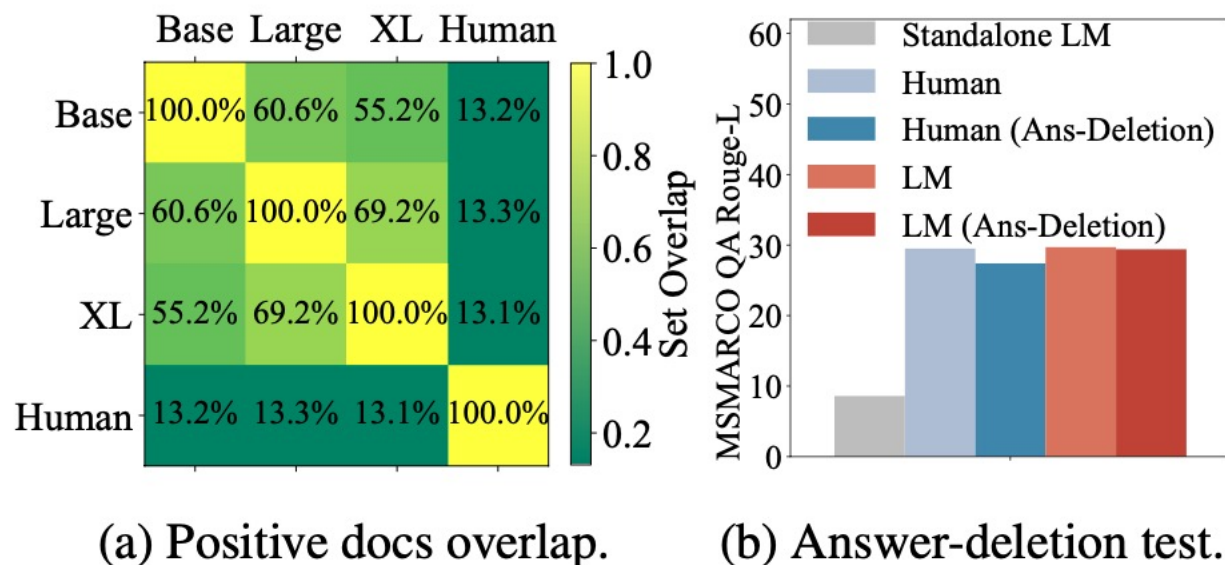 Base Large XL Human
Base 100.0% 60.6% 55.2% 13.2%
Large 60.6% 100.0% 69.2% 13.3%
XL 55.2% 69.2% 100.0% 13.1%
Human 13.2% 13.3% 13.1% 100.0%
1.0
0.8
0.6
0.4
0.2
Set Overlap
(a) Positive docs overlap.
MSMARCO QA Rouge-L
60
50
40
30
20
10
0
Standalone LM
Human
Human (Ans-Deletion)
LM
LM (Ans-Deletion)
(b) Answer-deletion test.